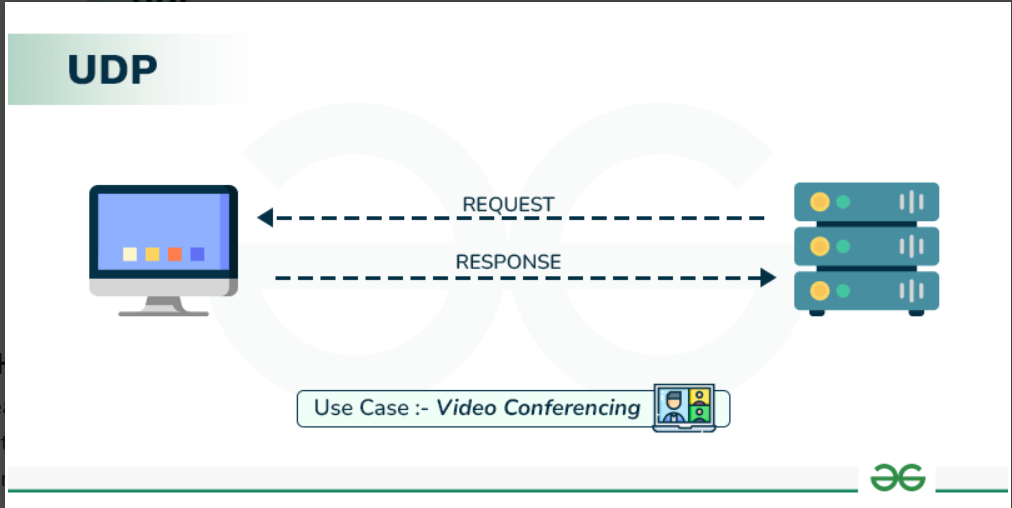 UDP
REQUEST
RESPONSE
Use Case :- Video Conferencing